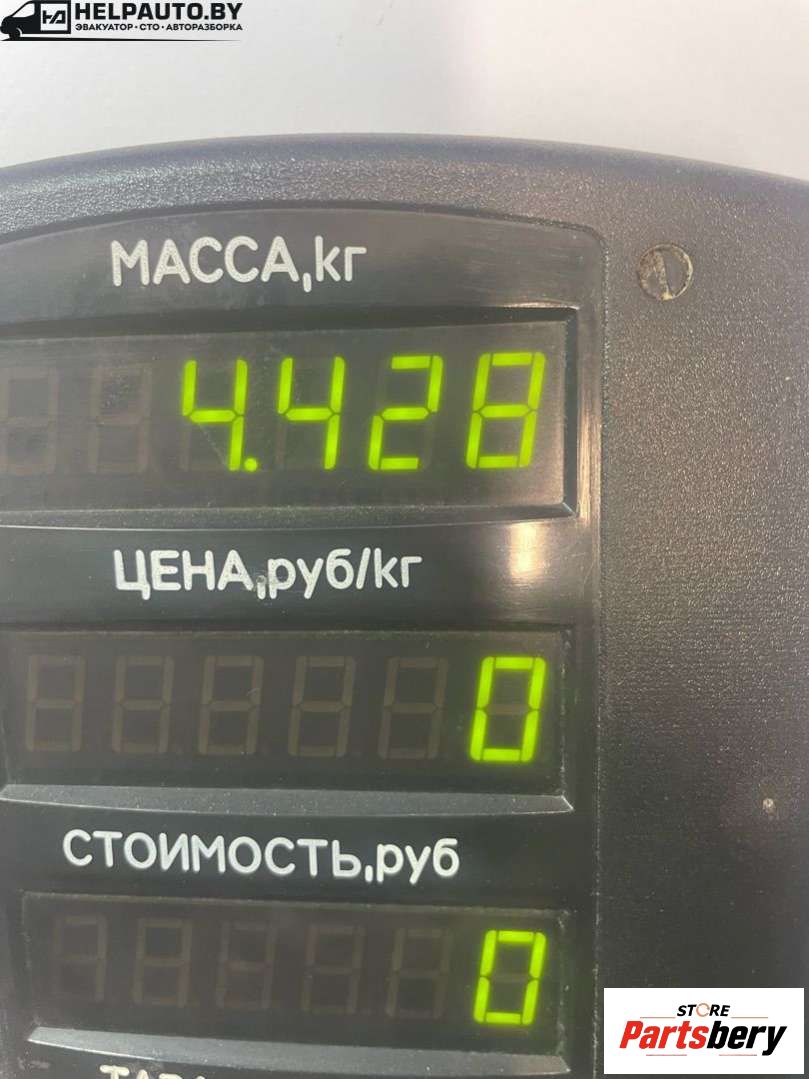 HELPAUTO.BY
ЭВАКУАТОР • СТО • АВТОРАЗБОРКА
МАССА,кг
4.428
ЦЕНА,руб/кг
0
СТОИМОСТЬ,руб
0
STORE
Partsbery